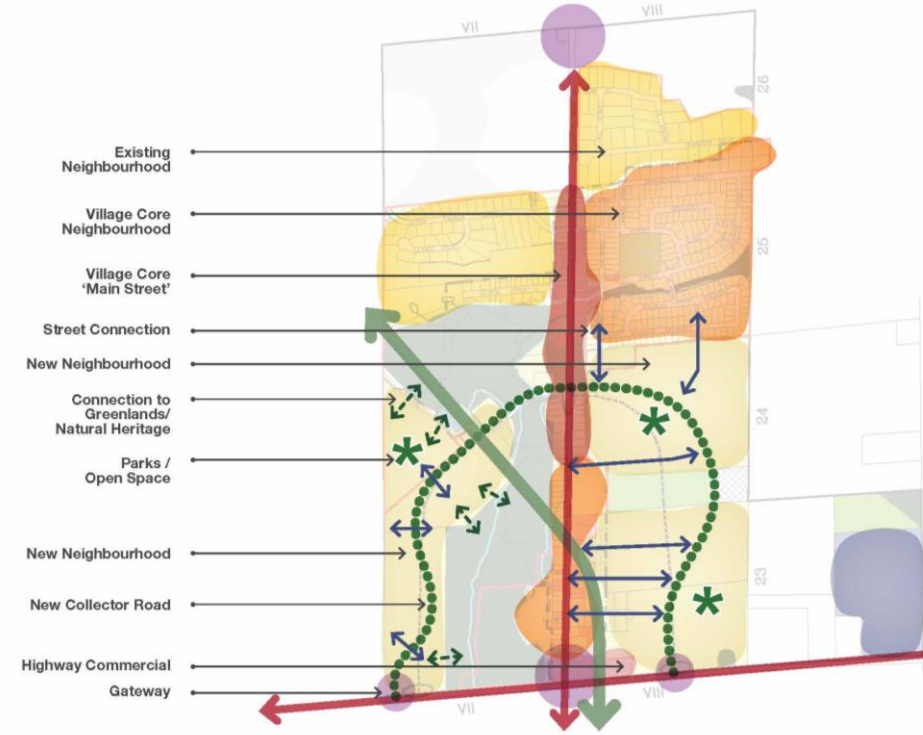 VII
VIII
26
Existing
Neighbourhood
Village Core
Neighbourhood
25
Village Core
‘Main Street’
Street Connection
New Neighbourhood
Connection to
Greenlands/
Natural Heritage
24
Parks /
Open Space
New Neighbourhood
23
New Collector Road
Highway Commercial
Gateway
VII
VIII